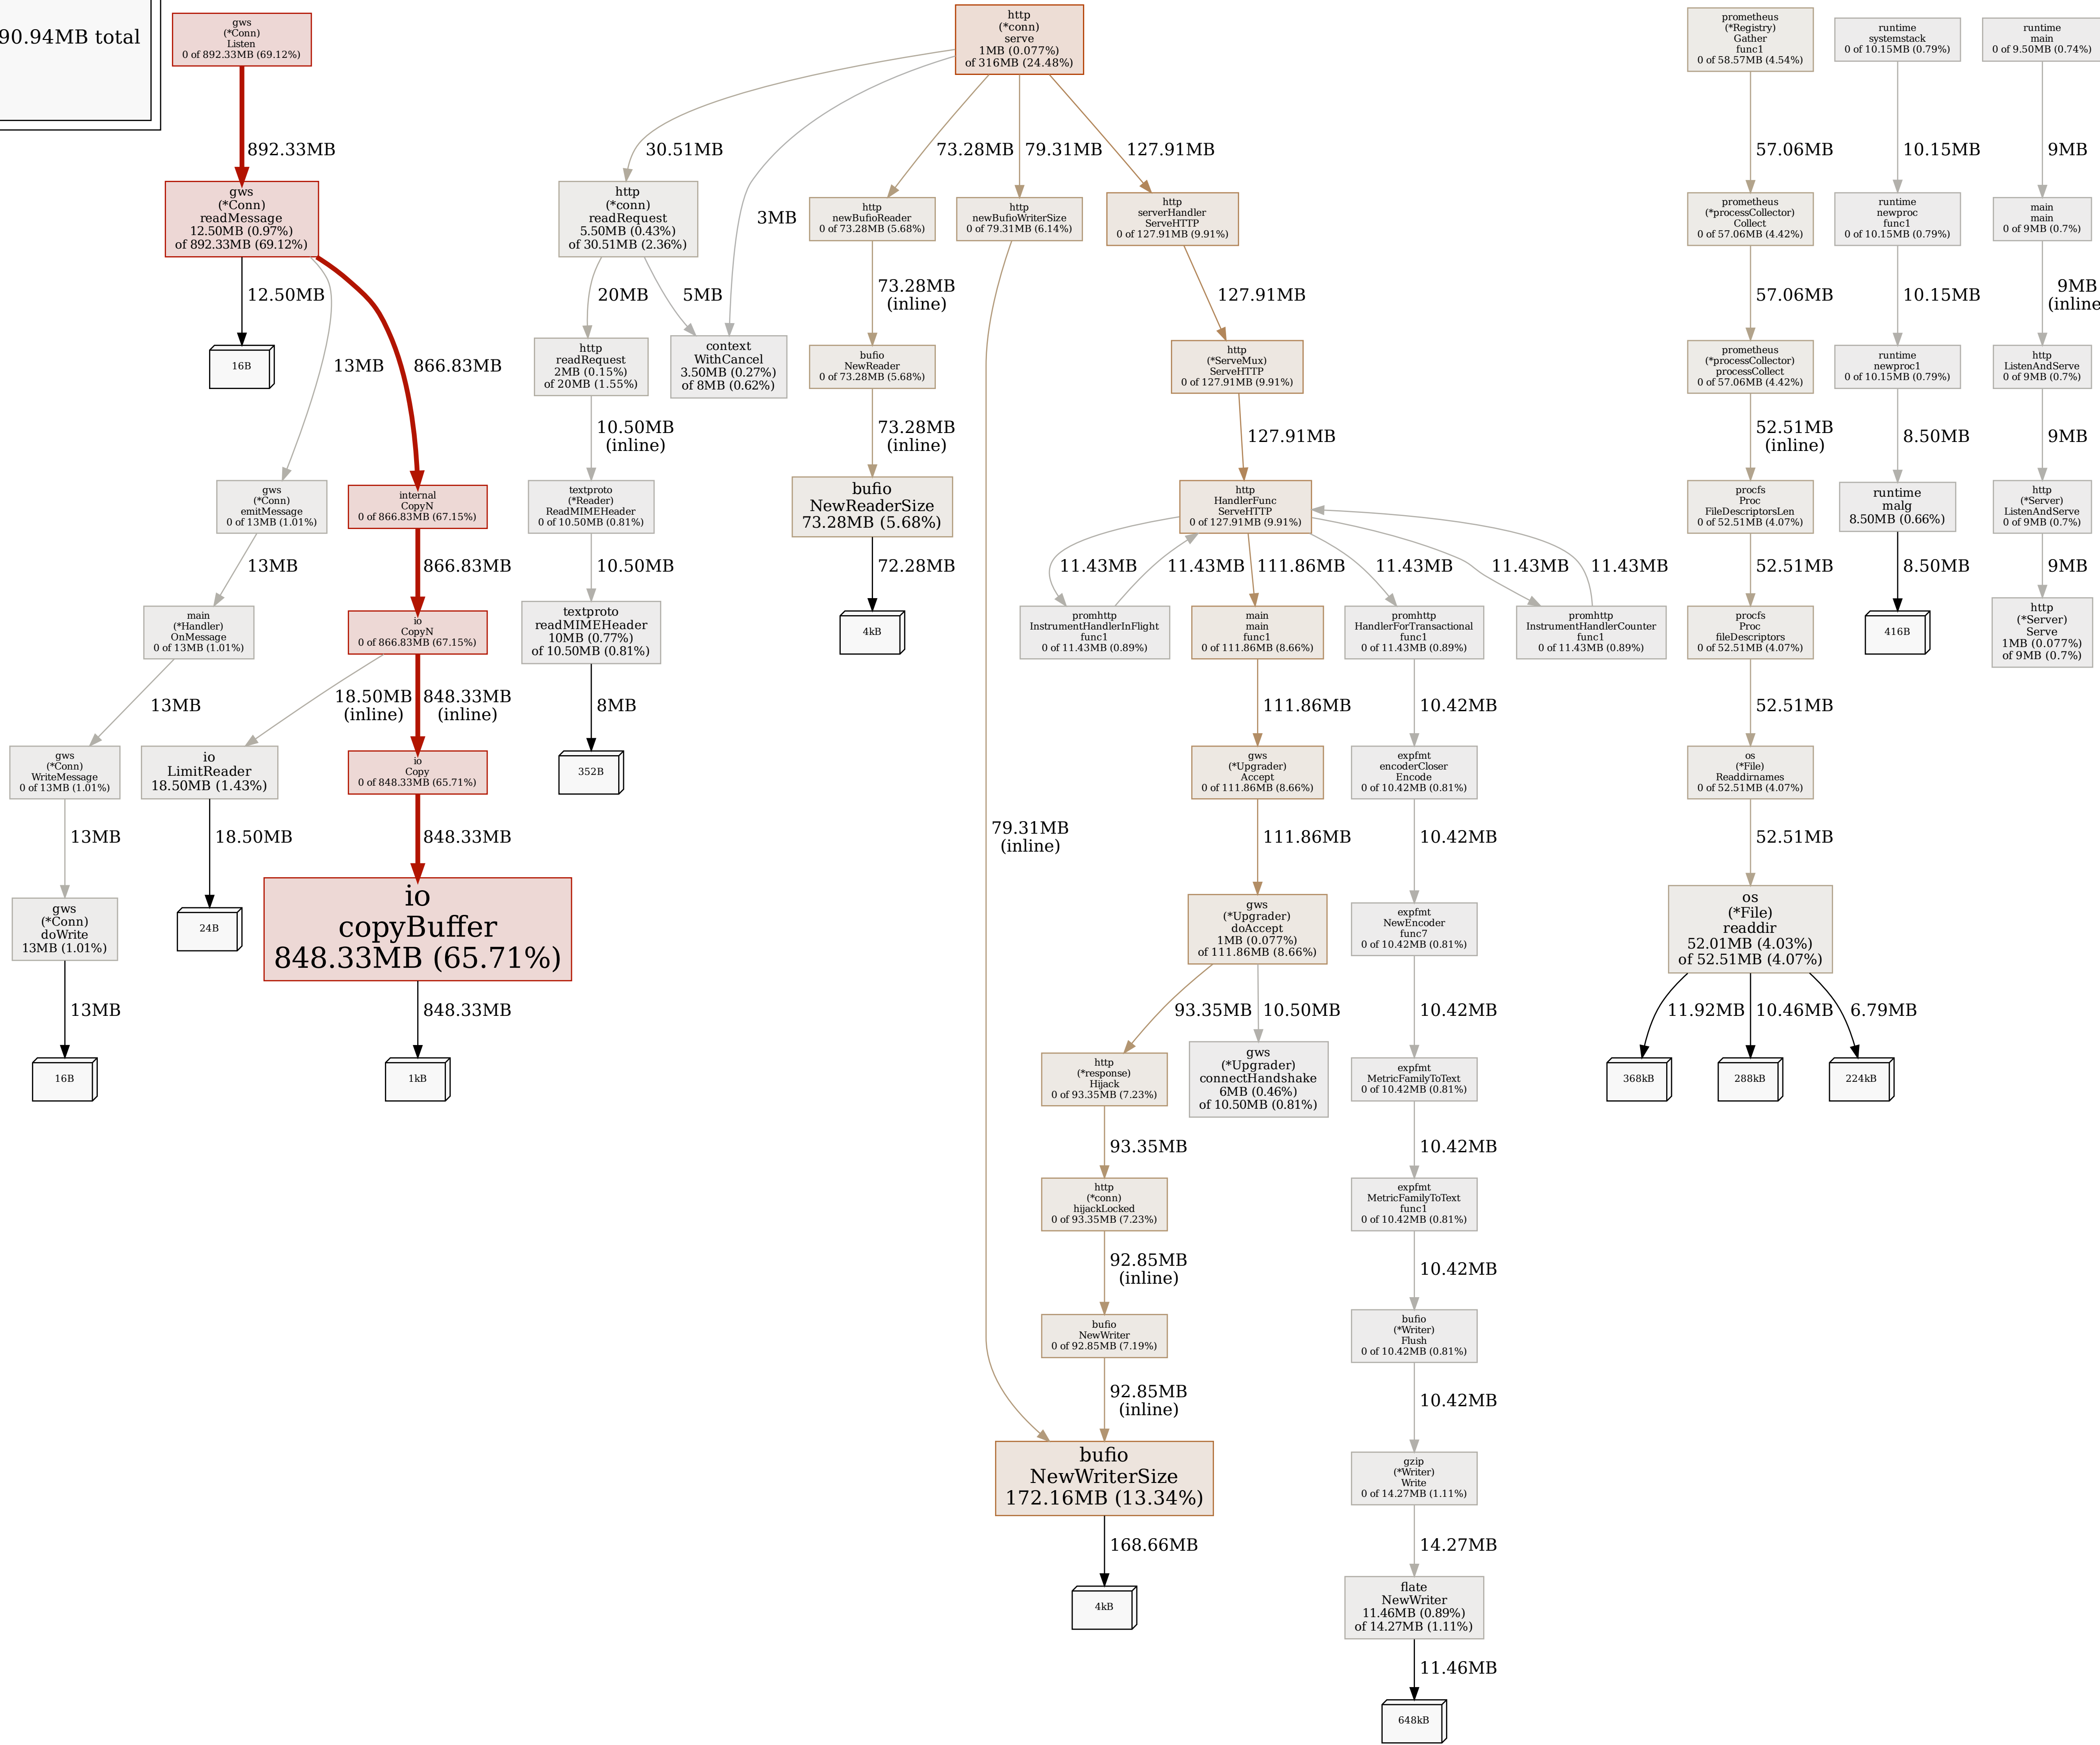 90.94MB total
gws
(*Conn)
Listen
0 of 892.33MB (69.12%)
http
(*conn)
serve
1MB (0.077%)
of 316MB (24.48%)
prometheus
(*Registry)
Gather
func1
0 of 58.57MB (4.54%)
runtime
systemstack
0 of 10.15MB (0.79%)
runtime
main
0 of 9.50MB (0.74%)
892.33MB
30.51MB
3MB
73.28MB
79.31MB
127.91MB
57.06MB
10.15MB
9MB
gws
(*Conn)
readMessage
12.50MB (0.97%)
of 892.33MB (69.12%)
http
(*conn)
readRequest
5.50MB (0.43%)
of 30.51MB (2.36%)
http
newBufioReader
0 of 73.28MB (5.68%)
http
newBufioWriterSize
0 of 79.31MB (6.14%)
http
serverHandler
ServeHTTP
0 of 127.91MB (9.91%)
prometheus
(*processCollector)
Collect
0 of 57.06MB (4.42%)
runtime
newproc
func1
0 of 10.15MB (0.79%)
main
main
0 of 9MB (0.7%)
12.50MB
13MB
866.83MB
20MB
5MB
73.28MB
(inline)
127.91MB
57.06MB
10.15MB
9MB
(inline
16B
http
readRequest
2MB (0.15%)
of 20MB (1.55%)
context
WithCancel
3.50MB (0.27%)
of 8MB (0.62%)
bufio
NewReader
0 of 73.28MB (5.68%)
http
(*ServeMux)
ServeHTTP
0 of 127.91MB (9.91%)
prometheus
(*processCollector)
processCollect
0 of 57.06MB (4.42%)
runtime
newproc1
0 of 10.15MB (0.79%)
http
ListenAndServe
0 of 9MB (0.7%)
10.50MB
(inline)
73.28MB
(inline)
127.91MB
52.51MB
(inline)
8.50MB
9MB
gws
(*Conn)
emitMessage
0 of 13MB (1.01%)
internal
CopyN
0 of 866.83MB (67.15%)
textproto
(*Reader)
ReadMIMEHeader
0 of 10.50MB (0.81%)
bufio
NewReaderSize
73.28MB (5.68%)
http
HandlerFunc
ServeHTTP
0 of 127.91MB (9.91%)
procfs
Proc
FileDescriptorsLen
0 of 52.51MB (4.07%)
runtime
malg
8.50MB (0.66%)
http
(*Server)
ListenAndServe
0 of 9MB (0.7%)
13MB
866.83MB
10.50MB
72.28MB
11.43MB
11.43MB
111.86MB
11.43MB
11.43MB
11.43MB
52.51MB
8.50MB
9MB
main
(*Handler)
OnMessage
0 of 13MB (1.01%)
io
CopyN
0 of 866.83MB (67.15%)
textproto
readMIMEHeader
10MB (0.77%)
of 10.50MB (0.81%)
4kB
promhttp
InstrumentHandlerInFlight
func1
0 of 11.43MB (0.89%)
main
main
func1
0 of 111.86MB (8.66%)
promhttp
HandlerForTransactional
func1
0 of 11.43MB (0.89%)
promhttp
InstrumentHandlerCounter
func1
0 of 11.43MB (0.89%)
procfs
Proc
fileDescriptors
0 of 52.51MB (4.07%)
416B
http
(*Server)
Serve
1MB (0.077%)
of 9MB (0.7%)
13MB
18.50MB
(inline)
848.33MB
(inline)
8MB
111.86MB
10.42MB
52.51MB
gws
(*Conn)
WriteMessage
0 of 13MB (1.01%)
io
LimitReader
18.50MB (1.43%)
io
Copy
0 of 848.33MB (65.71%)
352B
gws
(*Upgrader)
Accept
0 of 111.86MB (8.66%)
expfmt
encoderCloser
Encode
0 of 10.42MB (0.81%)
os
(*File)
Readdirnames
0 of 52.51MB (4.07%)
13MB
18.50MB
848.33MB
79.31MB
(inline)
111.86MB
10.42MB
52.51MB
gws
(*Conn)
doWrite
13MB (1.01%)
24B
io
copyBuffer
848.33MB (65.71%)
gws
(*Upgrader)
doAccept
1MB (0.077%)
of 111.86MB (8.66%)
expfmt
NewEncoder
func7
0 of 10.42MB (0.81%)
os
(*File)
readdir
52.01MB (4.03%)
of 52.51MB (4.07%)
13MB
848.33MB
93.35MB
10.50MB
10.42MB
11.92MB
10.46MB
6.79MB
16B
1kB
http
(*response)
Hijack
0 of 93.35MB (7.23%)
gws
(*Upgrader)
connectHandshake
6MB (0.46%)
of 10.50MB (0.81%)
expfmt
MetricFamilyToText
0 of 10.42MB (0.81%)
368kB
288kB
224kB
93.35MB
10.42MB
http
(*conn)
hijackLocked
0 of 93.35MB (7.23%)
expfmt
MetricFamilyToText
func1
0 of 10.42MB (0.81%)
92.85MB
(inline)
10.42MB
bufio
NewWriter
0 of 92.85MB (7.19%)
bufio
(*Writer)
Flush
0 of 10.42MB (0.81%)
92.85MB
(inline)
10.42MB
bufio
NewWriterSize
172.16MB (13.34%)
gzip
(*Writer)
Write
0 of 14.27MB (1.11%)
168.66MB
14.27MB
4kB
flate
NewWriter
11.46MB (0.89%)
of 14.27MB (1.11%)
11.46MB
648kB